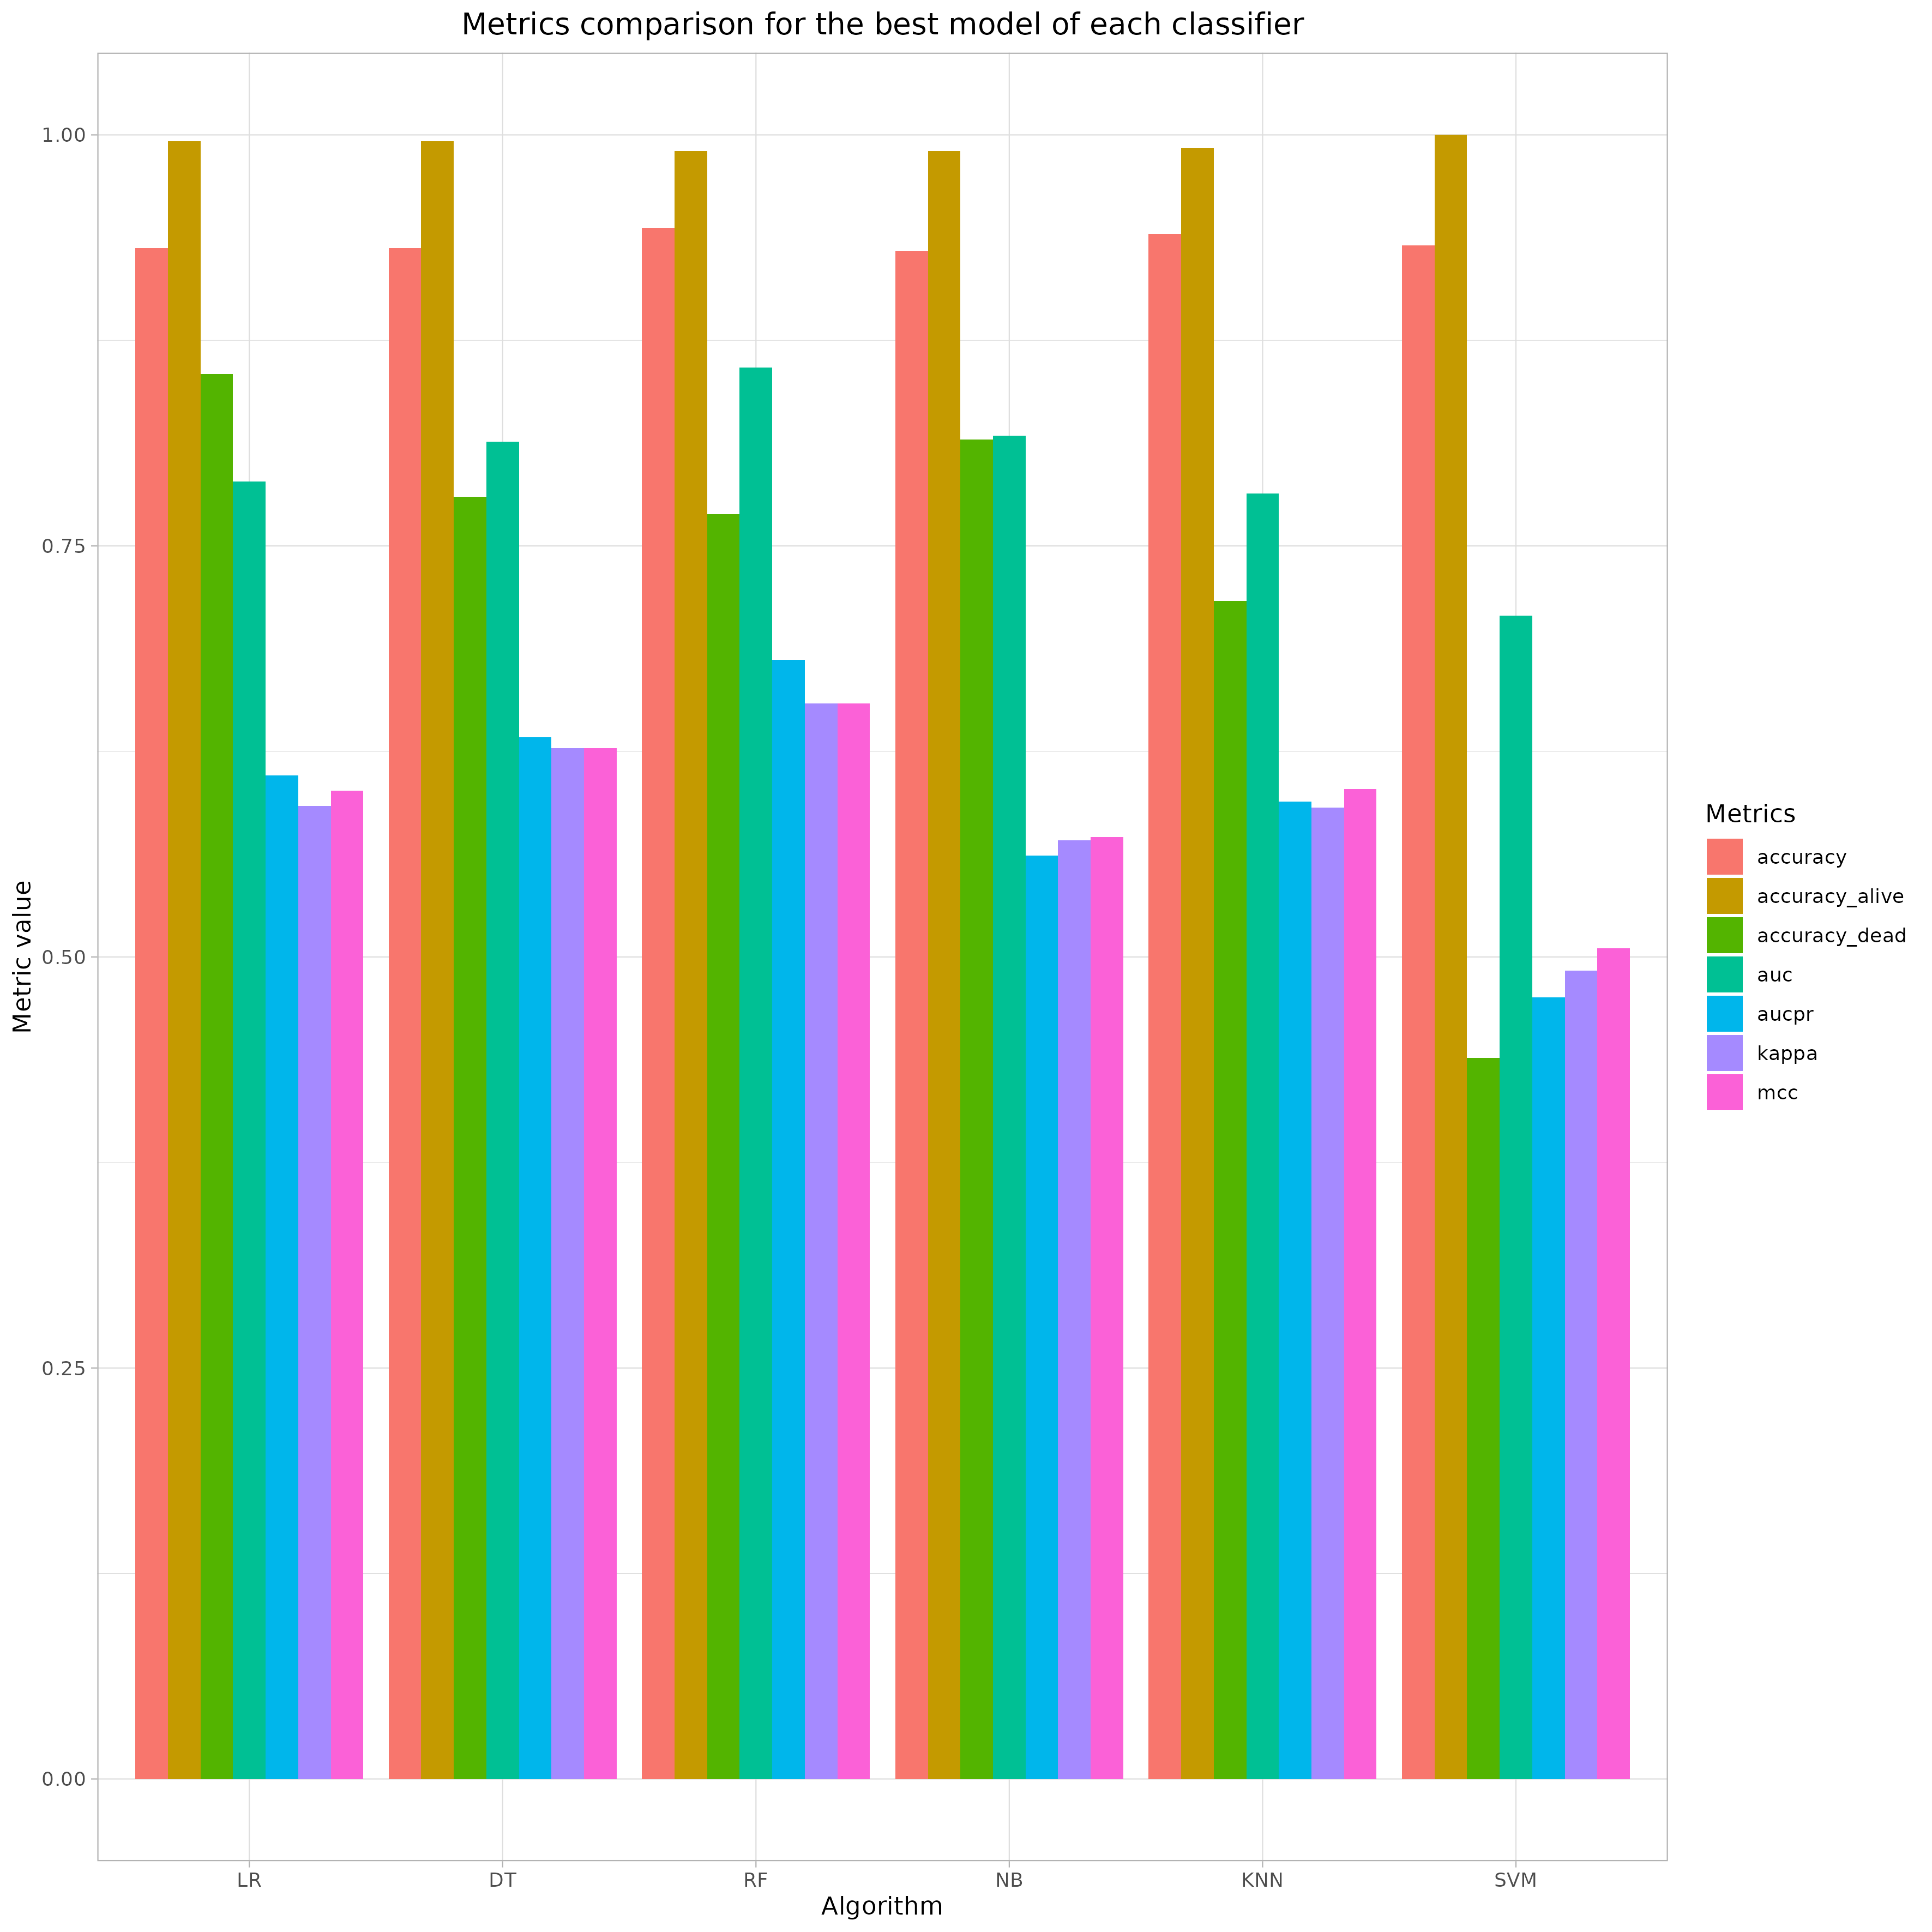 Metrics comparison for the best model of each classifier
1.00
0.75
0.50
0.25
0.00
Metric value
LR DT RF NB KNN SVM
Algorithm
Metrics
accuracy
accuracy_alive
accuracy_dead
auc
aucpr
kappa
mcc